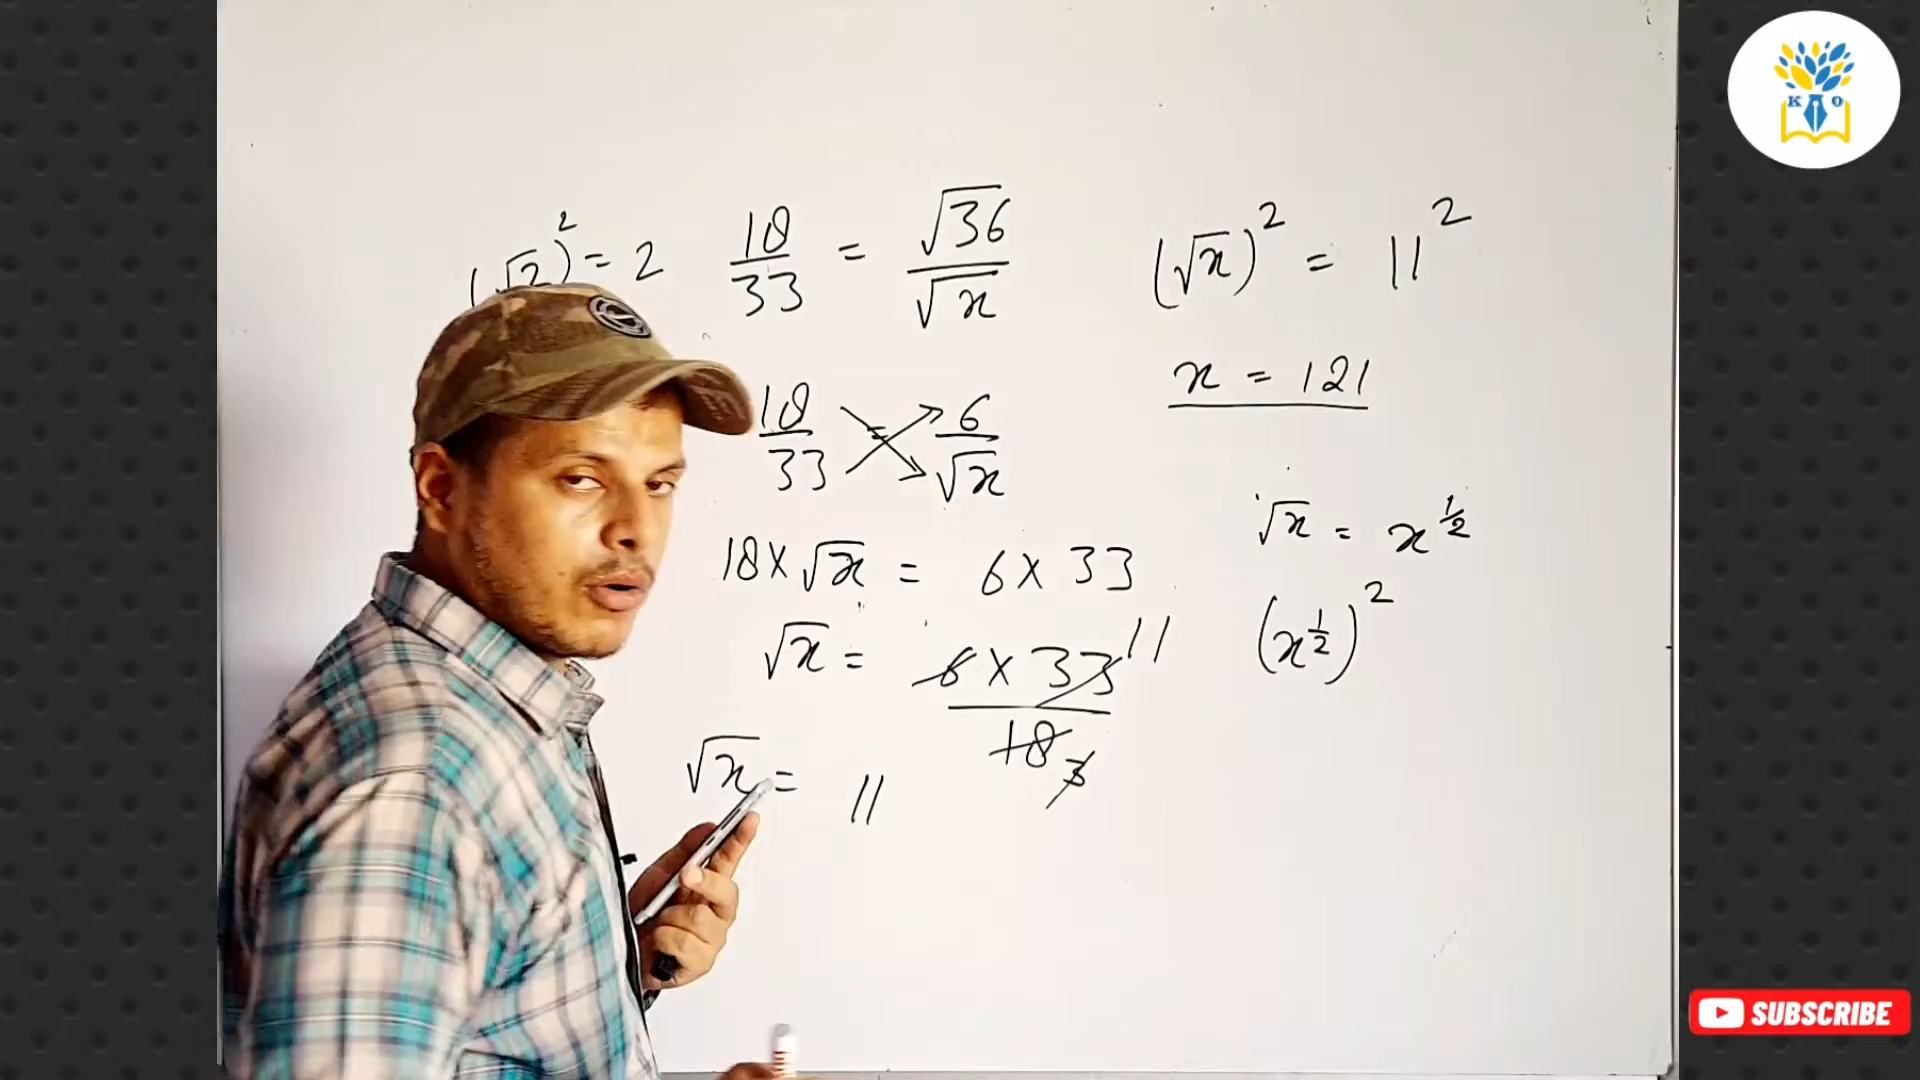 (√2)² = 2
18/33 = √36/√x
18/33 = 6/√x
18 × √x = 6 × 33
√x = 6 × 33 11
18 3
√x = 11
(√x)² = 11²
x = 121
√x = x^½
(x^½)²
K O
SUBSCRIBE